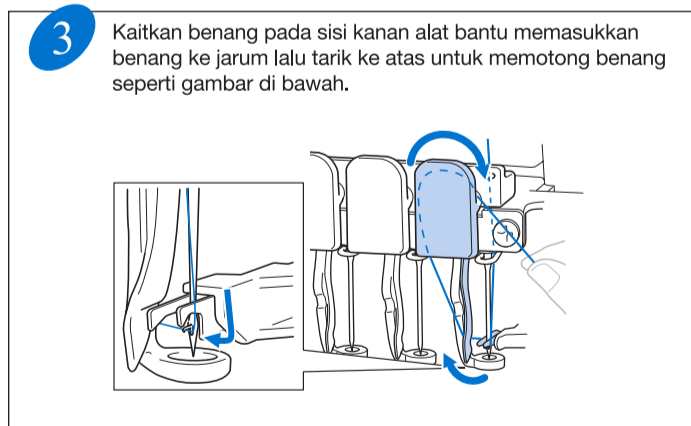 3
Kaitkan benang pada sisi kanan alat bantu memasukkan
benang ke jarum lalu tarik ke atas untuk memotong benang
seperti gambar di bawah.